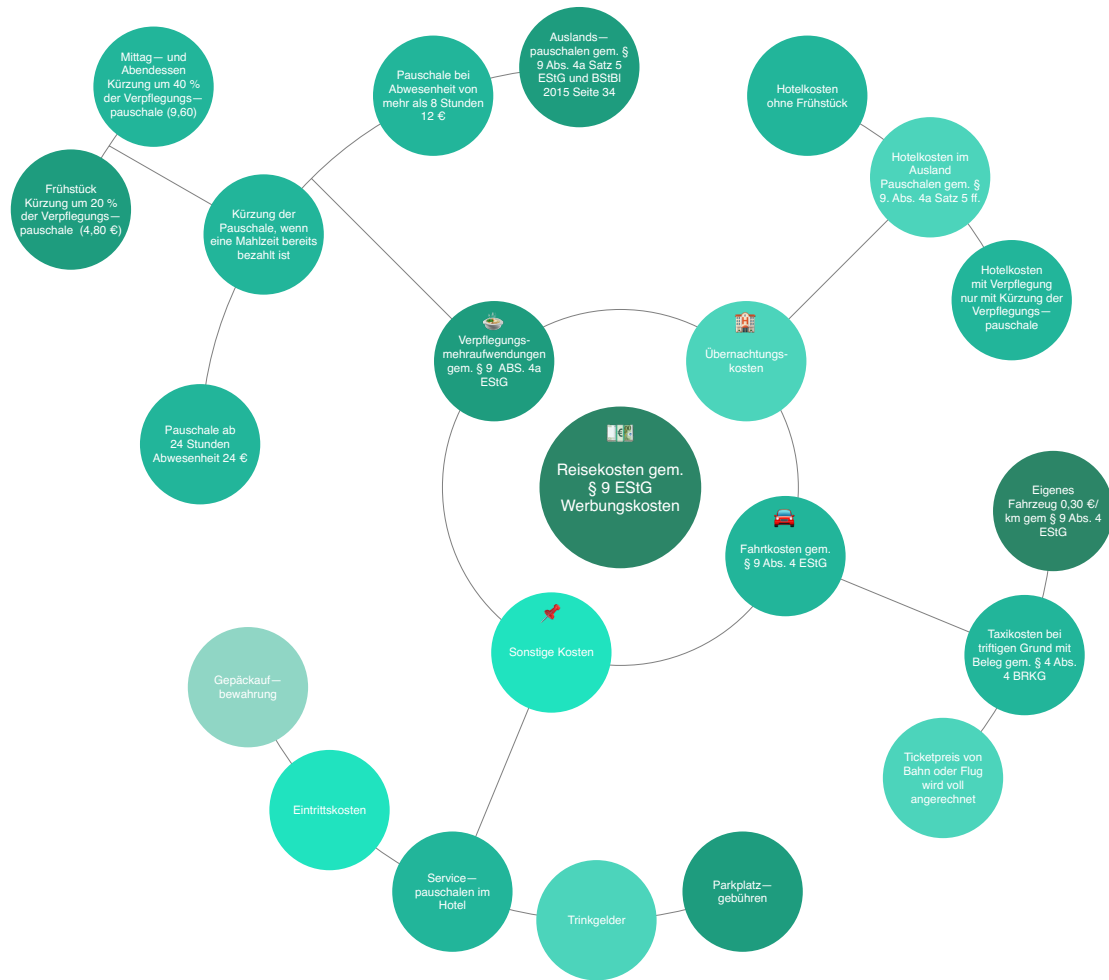 Mittag— und
Abendessen
Kürzung um 40 %
der Verpflegungs—
pauschale (9,60)
Pauschale bei
Abwesenheit von
mehr als 8 Stunden
12 €
Auslands—
pauschalen gem. §
9 Abs. 4a Satz 5
EStG und BStBl
2015 Seite 34
Hotelkosten
ohne Frühstück
Hotelkosten im
Ausland
Pauschalen gem. §
9. Abs. 4a Satz 5 ff.
Frühstück
Kürzung um 20 %
der Verpflegungs—
pauschale (4,80 €)
Kürzung der
Pauschale, wenn
eine Mahlzeit bereits
bezahlt ist
Hotelkosten
mit Verpflegung
nur mit Kürzung der
Verpflegungs—
pauschale
Verpflegungs-
mehraufwendungen
gem. § 9 ABS. 4a
EStG
Übernachtungs-
kosten
Pauschale ab
24 Stunden
Abwesenheit 24 €
Reisekosten gem.
§ 9 EStG
Werbungskosten
Eigenes
Fahrzeug 0,30 €/
km gem § 9 Abs. 4
EStG
Fahrtkosten gem.
§ 9 Abs. 4 EStG
Sonstige Kosten
Taxikosten bei
triftigen Grund mit
Beleg gem. § 4 Abs.
4 BRKG
Gepäckauf—
bewahrung
Ticketpreis von
Bahn oder Flug
wird voll
angerechnet
Eintrittskosten
Service—
pauschalen im
Hotel
Trinkgelder
Parkplatz—
gebühren